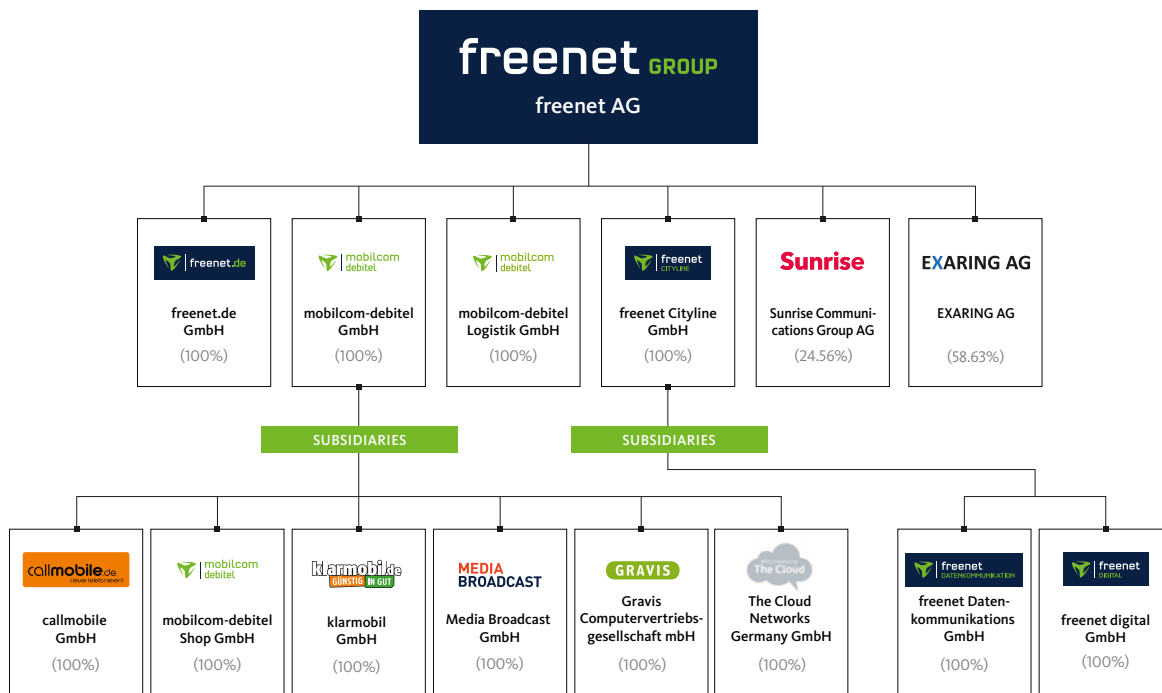 freenet GROUP
freenet AG
freenet.de
freenet.de
GmbH
(100%)
mobilcom
debitel
mobilcom-debitel
GmbH
(100%)
mobilcom
debitel
mobilcom-debitel
Logistik GmbH
(100%)
freenet
CITYLINE
freenet Cityline
GmbH
(100%)
Sunrise
Sunrise Communi-
cations Group AG
(24.56%)
EXARING AG
EXARING AG
(58.63%)
SUBSIDIARIES
SUBSIDIARIES
callmobile.de
clever telefonieren!
callmobile
GmbH
(100%)
mobilcom
debitel
mobilcom-debitel
Shop GmbH
(100%)
klarmobil.de
GÜNSTIG IN GUT
klarmobil
GmbH
(100%)
MEDIA
BROADCAST
Media Broadcast
GmbH
(100%)
GRAVIS
Gravis
Computervertriebs-
gesellschaft mbH
(100%)
The Cloud
The Cloud
Networks
Germany GmbH
(100%)
freenet
DATENKOMMUNIKATION
freenet Daten-
kommunikations
GmbH
(100%)
freenet
DIGITAL
freenet digital
GmbH
(100%)